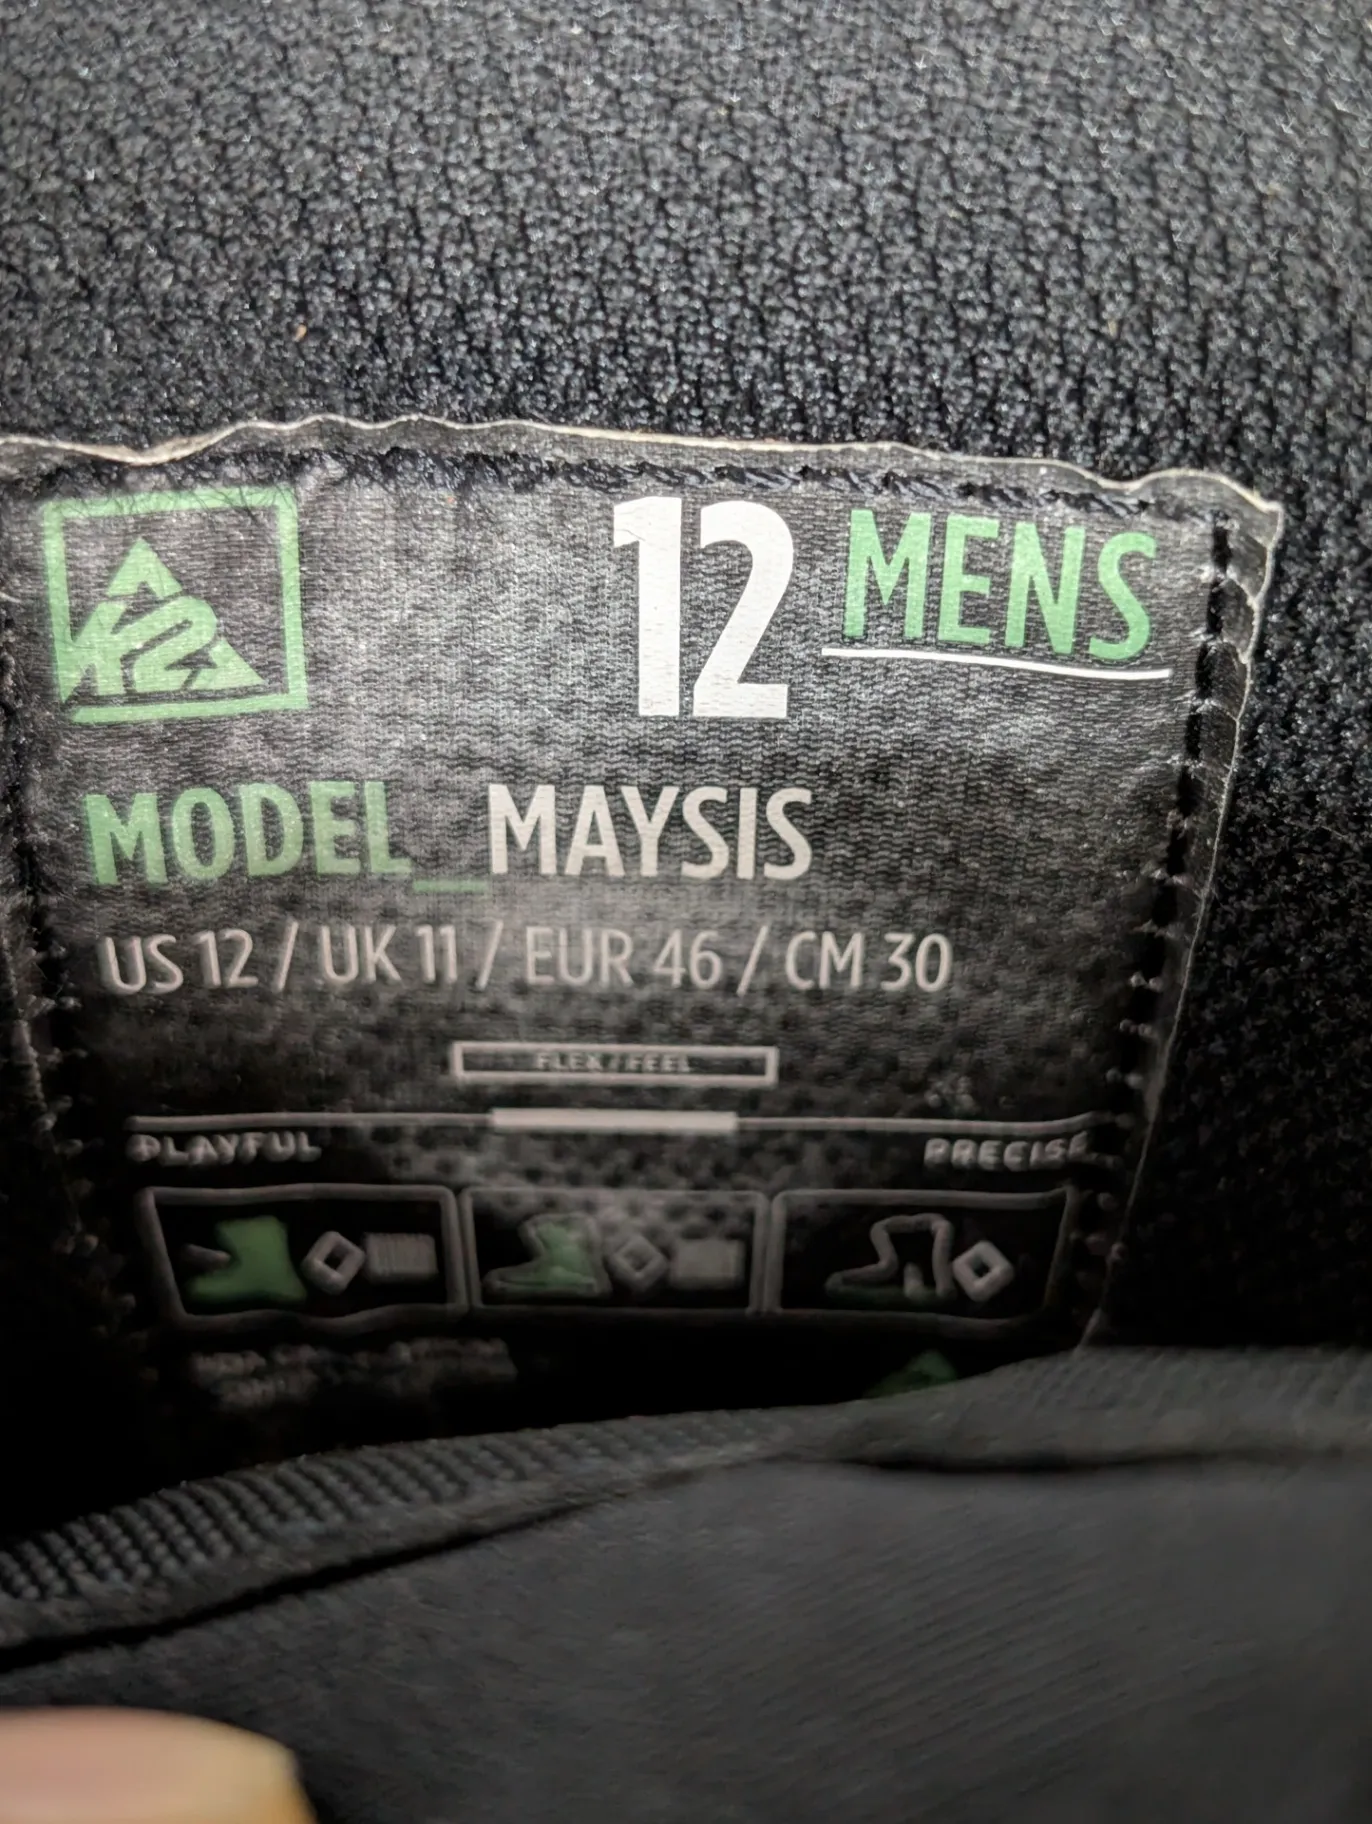 K2
12 MENS
MODEL_MAYSIS
US 12 / UK 11 / EUR 46 / CM 30
FLEX / FEEL
PLAYFUL PRECISE